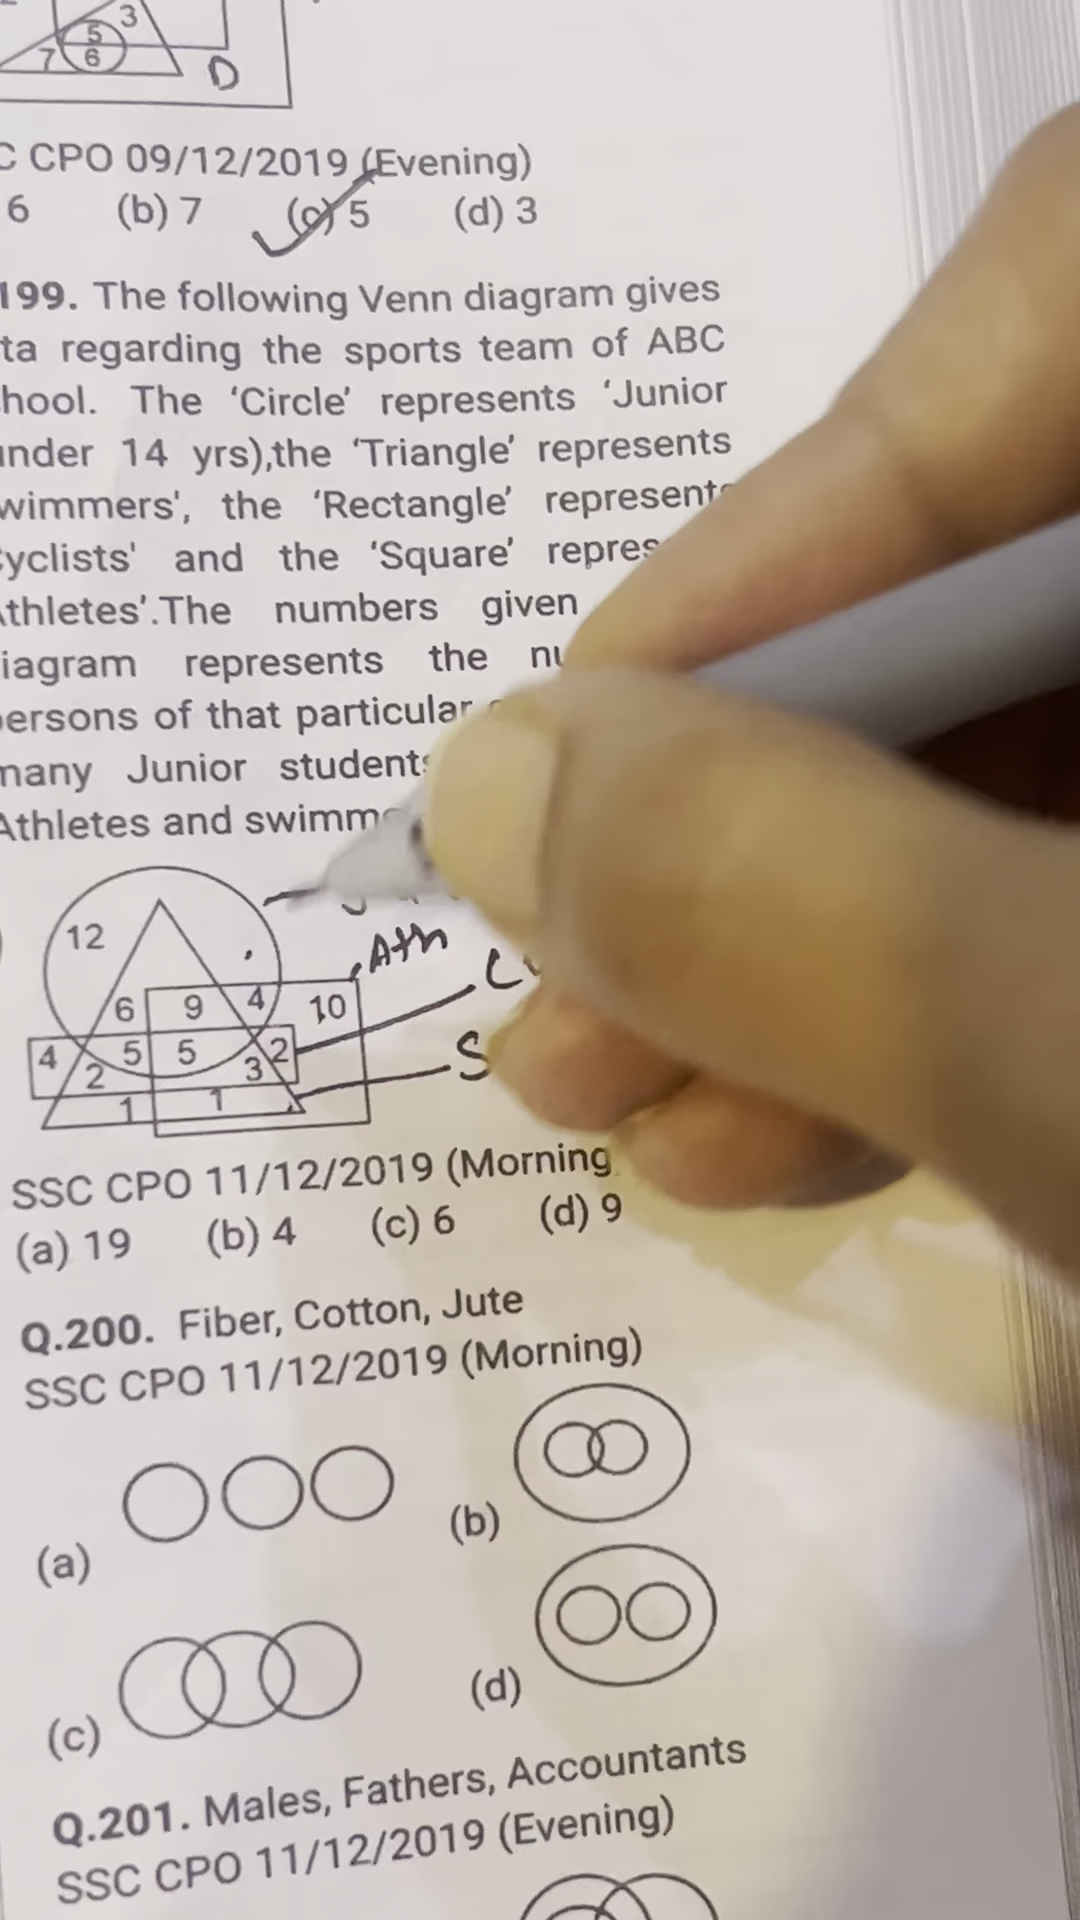 3
5
7 6
D
C CPO 09/12/2019 (Evening)
6 (b) 7 (c) 5 (d) 3
199. The following Venn diagram gives
ta regarding the sports team of ABC
hool. The ‘Circle’ represents ‘Junior
nder 14 yrs),the ‘Triangle’ represents
wimmers', the ‘Rectangle’ represents
yclists' and the ‘Square’ repres
thletes’.The numbers given
iagram represents the nu
ersons of that particular
many Junior students
Athletes and swimm
12
Ath
6 9 4 10
4 5 5 2
2 3 S
1 1
SSC CPO 11/12/2019 (Morning
(a) 19 (b) 4 (c) 6 (d) 9
Q.200. Fiber, Cotton, Jute
SSC CPO 11/12/2019 (Morning)
(a) (b)
(c) (d)
Q.201. Males, Fathers, Accountants
SSC CPO 11/12/2019 (Evening)